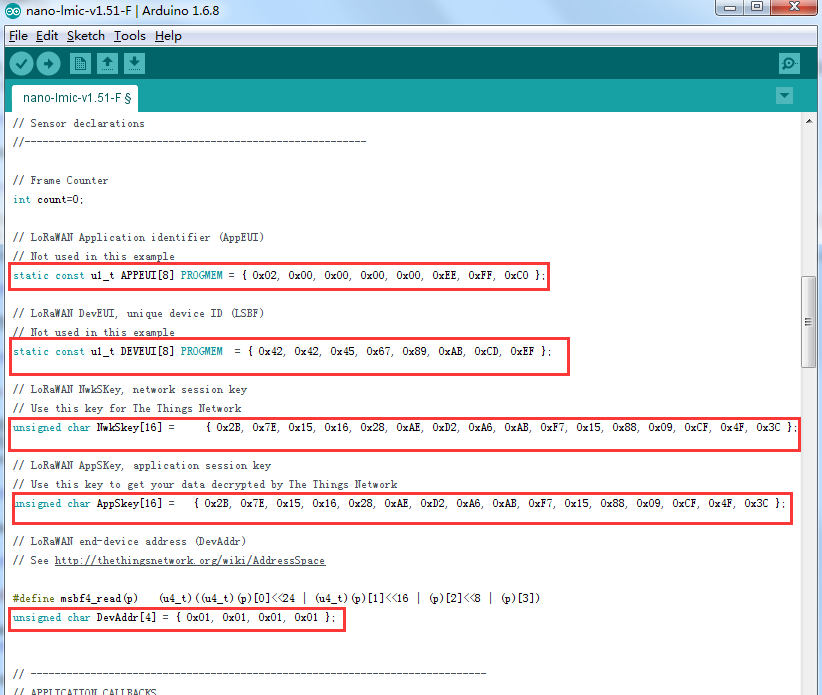 nano-lmic-v1.51-F | Arduino 1.6.8
File Edit Sketch Tools Help
nano-lmic-v1.51-F §
// Sensor declarations
//---------------------------------------------------------
// Frame Counter
int count=0;
// LoRaWAN Application identifier (AppEUI)
// Not used in this example
static const u1_t APPEUI[8] PROGMEM = { 0x02, 0x00, 0x00, 0x00, 0x00, 0xEE, 0xFF, 0xC0 };
// LoRaWAN DevEUI, unique device ID (LSBF)
// Not used in this example
static const u1_t DEVEUI[8] PROGMEM  = { 0x42, 0x42, 0x45, 0x67, 0x89, 0xAB, 0xCD, 0xEF };
// LoRaWAN NwkSKey, network session key
// Use this key for The Things Network
unsigned char NwkSkey[16] =     { 0x2B, 0x7E, 0x15, 0x16, 0x28, 0xAE, 0xD2, 0xA6, 0xAB, 0xF7, 0x15, 0x88, 0x09, 0xCF, 0x4F, 0x3C };
// LoRaWAN AppSKey, application session key
// Use this key to get your data decrypted by The Things Network
unsigned char AppSkey[16] =   { 0x2B, 0x7E, 0x15, 0x16, 0x28, 0xAE, 0xD2, 0xA6, 0xAB, 0xF7, 0x15, 0x88, 0x09, 0xCF, 0x4F, 0x3C };
// LoRaWAN end-device address (DevAddr)
// See http://thethingsnetwork.org/wiki/AddressSpace
#define msbf4_read(p)   (u4_t)((u4_t)(p)[0]<<24 | (u4_t)(p)[1]<<16 | (p)[2]<<8 | (p)[3])
unsigned char DevAddr[4] = { 0x01, 0x01, 0x01, 0x01 };
// ----------------------------------------------------------------------------
// APPLICATION CALLBACKS